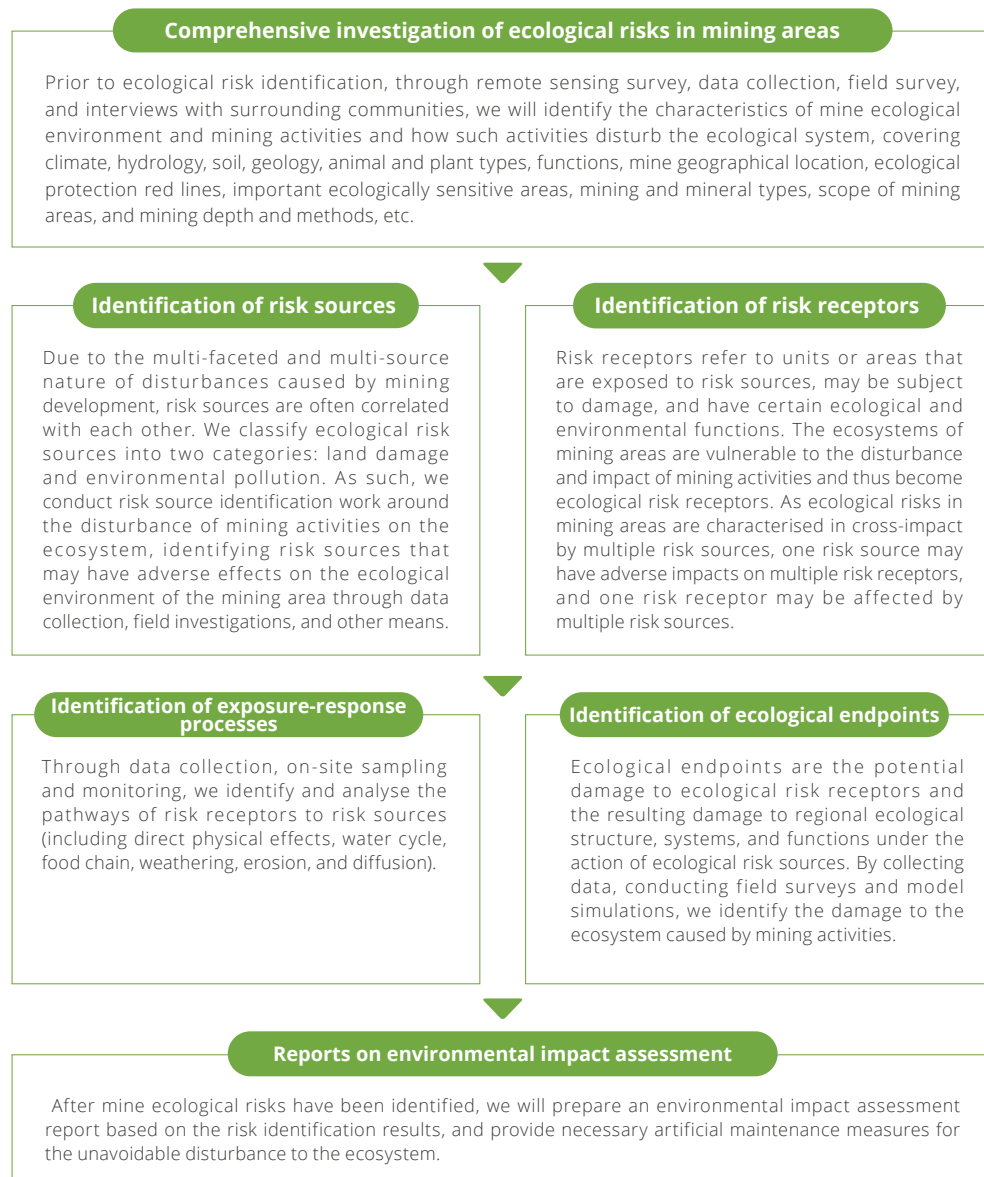 Comprehensive investigation of ecological risks in mining areas
Prior to ecological risk identification, through remote sensing survey, data collection, field survey,
and interviews with surrounding communities, we will identify the characteristics of mine ecological
environment and mining activities and how such activities disturb the ecological system, covering
climate, hydrology, soil, geology, animal and plant types, functions, mine geographical location, ecological
protection red lines, important ecologically sensitive areas, mining and mineral types, scope of mining
areas, and mining depth and methods, etc.
Identification of risk sources
Due to the multi-faceted and multi-source
nature of disturbances caused by mining
development, risk sources are often correlated
with each other. We classify ecological risk
sources into two categories: land damage
and environmental pollution. As such, we
conduct risk source identification work around
the disturbance of mining activities on the
ecosystem, identifying risk sources that
may have adverse effects on the ecological
environment of the mining area through data
collection, field investigations, and other means.
Identification of risk receptors
Risk receptors refer to units or areas that
are exposed to risk sources, may be subject
to damage, and have certain ecological and
environmental functions. The ecosystems of
mining areas are vulnerable to the disturbance
and impact of mining activities and thus become
ecological risk receptors. As ecological risks in
mining areas are characterised in cross-impact
by multiple risk sources, one risk source may
have adverse impacts on multiple risk receptors,
and one risk receptor may be affected by
multiple risk sources.
Identification of exposure-response
processes
Through data collection, on-site sampling
and monitoring, we identify and analyse the
pathways of risk receptors to risk sources
(including direct physical effects, water cycle,
food chain, weathering, erosion, and diffusion).
Identification of ecological endpoints
Ecological endpoints are the potential
damage to ecological risk receptors and
the resulting damage to regional ecological
structure, systems, and functions under the
action of ecological risk sources. By collecting
data, conducting field surveys and model
simulations, we identify the damage to the
ecosystem caused by mining activities.
Reports on environmental impact assessment
After mine ecological risks have been identified, we will prepare an environmental impact assessment
report based on the risk identification results, and provide necessary artificial maintenance measures for
the unavoidable disturbance to the ecosystem.